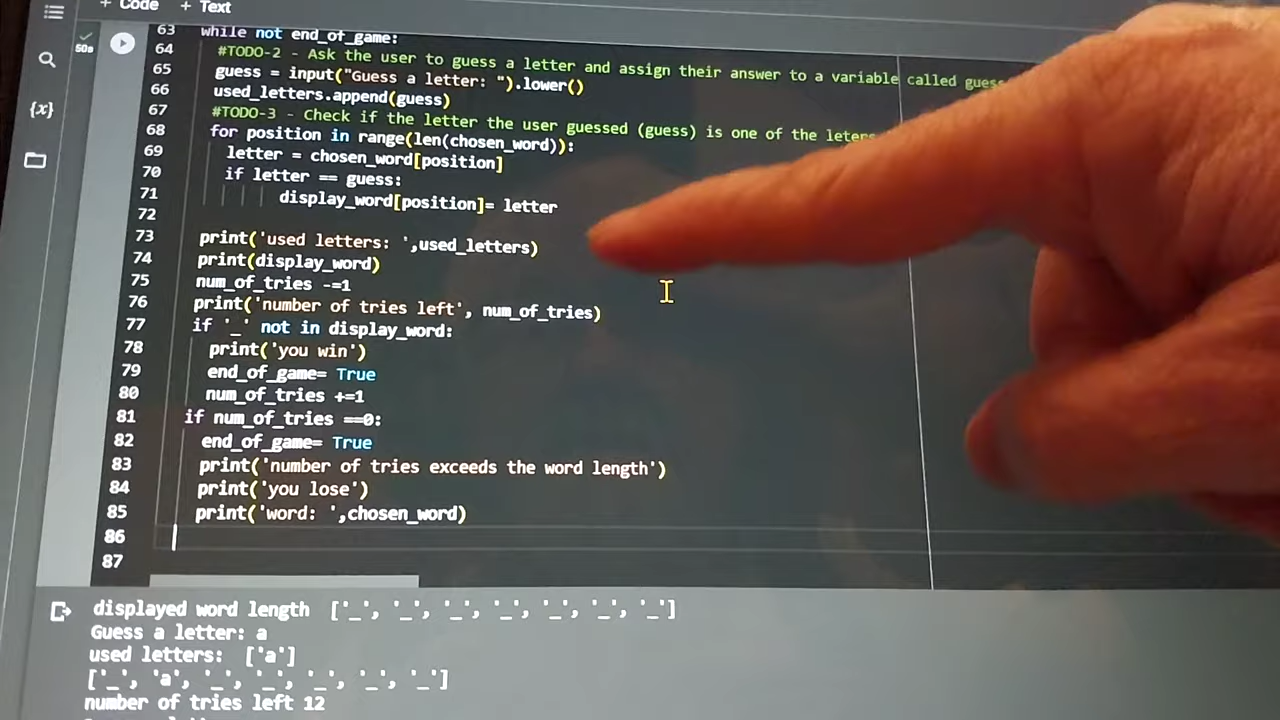 + Code + Text
50s
{x}
63 while not end_of_game:
64 #TODO-2 - Ask the user to guess a letter and assign their answer to a variable called gues
65 guess = input("Guess a letter: ").lower()
66 used_letters.append(guess)
67 #TODO-3 - Check if the letter the user guessed (guess) is one of the leters
68 for position in range(len(chosen_word)):
69 letter = chosen_word[position]
70 if letter == guess:
71 display_word[position]= letter
72
73 print('used letters: ',used_letters)
74 print(display_word)
75 num_of_tries -=1
76 print('number of tries left', num_of_tries)
77 if '_' not in display_word:
78 print('you win')
79 end_of_game= True
80 num_of_tries +=1
81 if num_of_tries ==0:
82 end_of_game= True
83 print('number of tries exceeds the word length')
84 print('you lose')
85 print('word: ',chosen_word)
86
87
displayed word length ['_', '_', '_', '_', '_', '_', '_']
Guess a letter: a
used letters: ['a']
['_', 'a', '_', '_', '_', '_', '_']
number of tries left 12